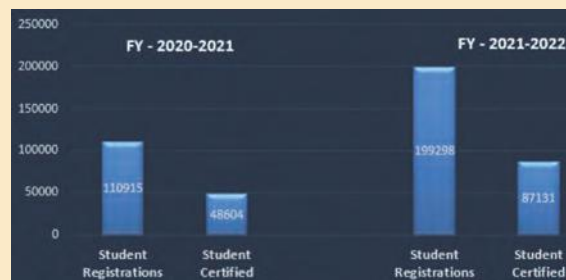 250000
FY - 2020-2021
FY - 2021-2022
200000
150000
100000
50000
0
110915
48604
199298
87131
Student
Registrations
Student
Certified
Student
Registrations
Student
Certified